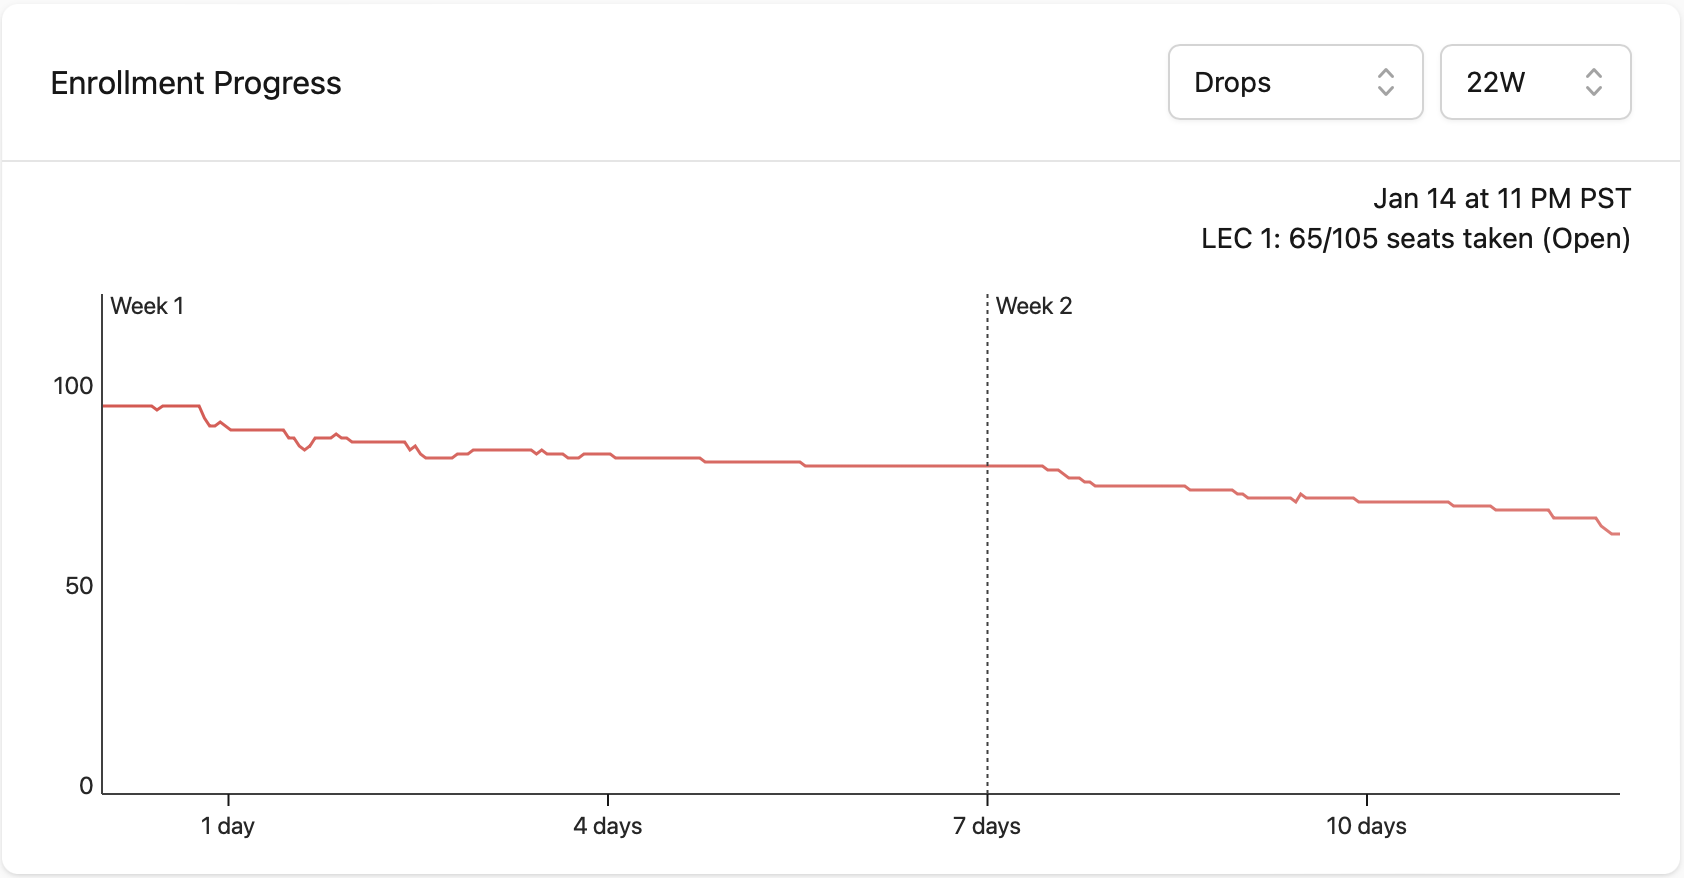 Enrollment Progress
Drops
22W
Jan 14 at 11 PM PST
LEC 1: 65/105 seats taken (Open)
Week 1
Week 2
100
50
0
1 day
4 days
7 days
10 days